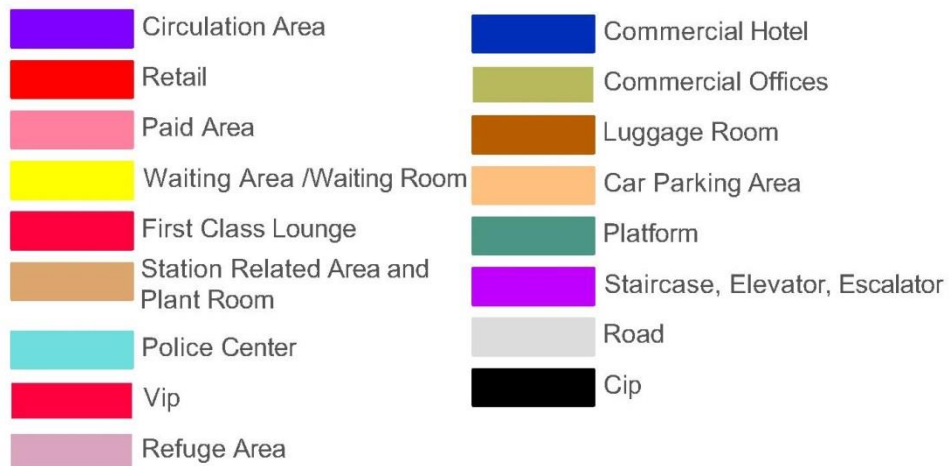 Circulation Area
Retail
Paid Area
Waiting Area /Waiting Room
First Class Lounge
Station Related Area and
Plant Room
Police Center
Vip
Refuge Area
Commercial Hotel
Commercial Offices
Luggage Room
Car Parking Area
Platform
Staircase, Elevator, Escalator
Road
Cip